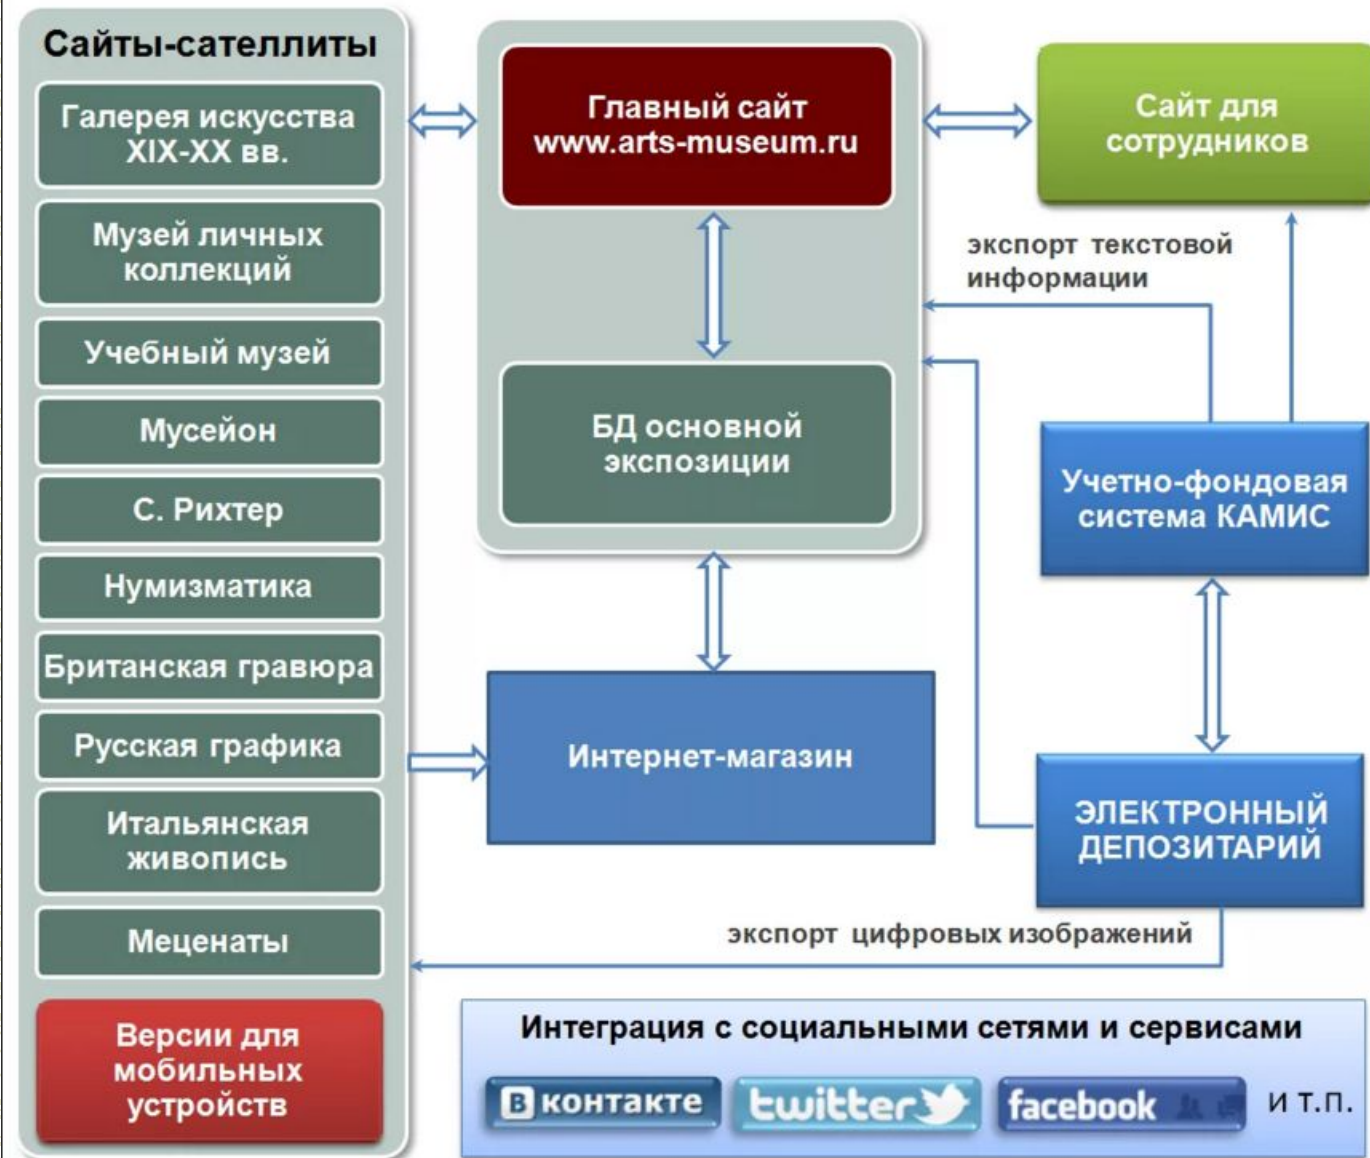 Сайты-сателлиты
Галерея искусства
XIX-XX вв.
Музей личных
коллекций
Учебный музей
Мусейон
С. Рихтер
Нумизматика
Британская гравюра
Русская графика
Итальянская
живопись
Меценаты
Версии для
мобильных
устройств
Главный сайт
www.arts-museum.ru
БД основной
экспозиции
Интернет-магазин
Сайт для
сотрудников
экспорт текстовой
информации
Учетно-фондовая
система КАМИС
ЭЛЕКТРОННЫЙ
ДЕПОЗИТАРИЙ
экспорт цифровых изображений
Интеграция с социальными сетями и сервисами
В контакте twitter facebook и т.п.